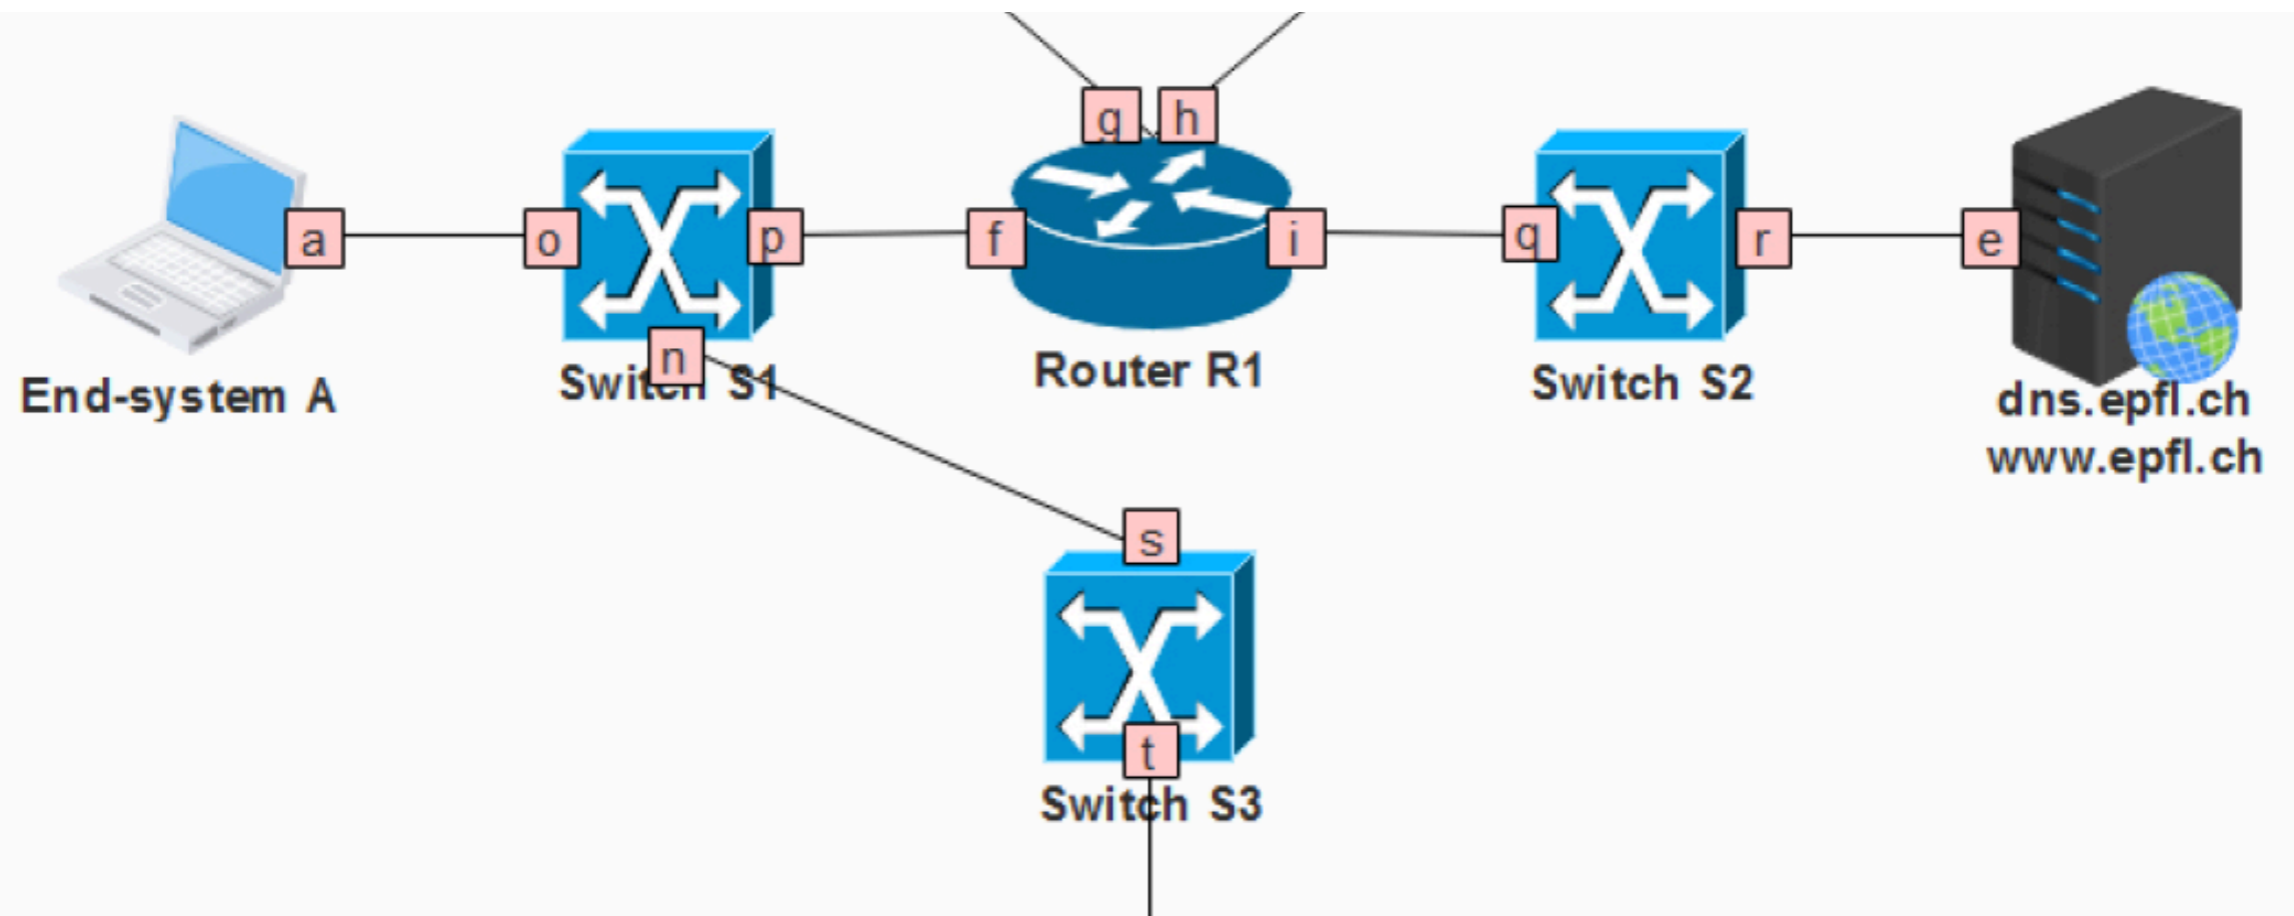 g h
a o p f i q r e
n
End-system A
Switch S1
Router R1
Switch S2
dns.epfl.ch
www.epfl.ch
s
t
Switch S3